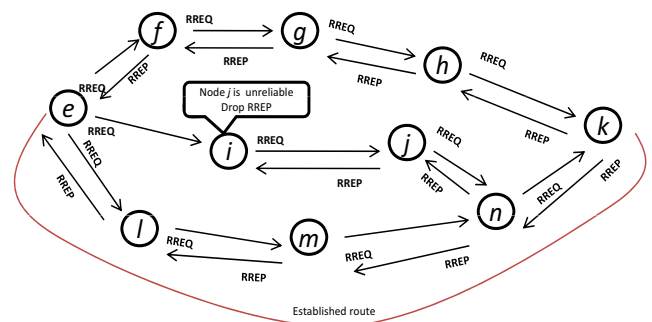 f
RREQ
g
RREQ
RREP
RREP
h
RREQ
RREP
RREQ
Node j is unreliable
Drop RREP
e
RREQ
i
RREQ
j
RREQ
RREP
k
RREQ
RREP
RREP
RREP
RREQ
RREP
n
l
RREQ
m
RREP
RREQ
RREP
Established route